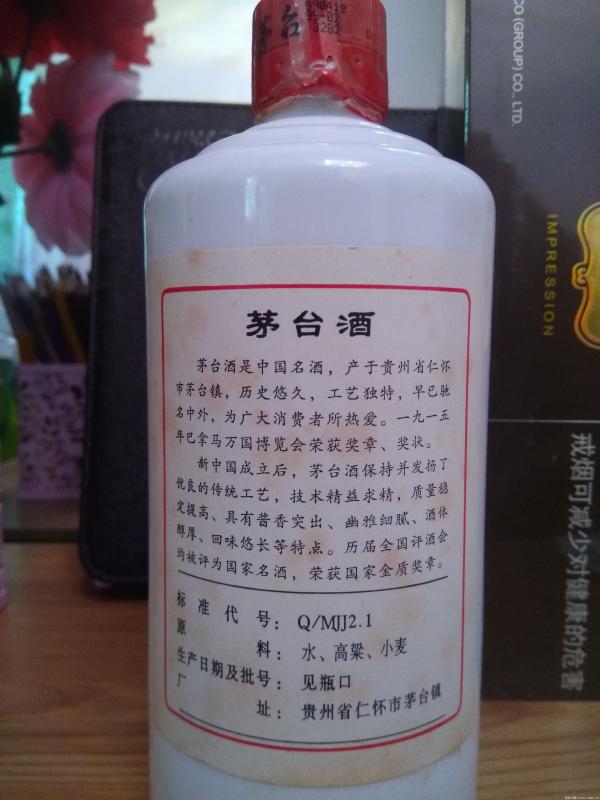 茅台
990419
99-02
3282
CO (GROUP) CO., LTD.
IMPRESSION
戒烟可减少对健康的危害
茅台酒
茅台酒是中国名酒，产于贵州省仁怀
市茅台镇，历史悠久，工艺独特，早已驰
名中外，为广大消费者所热爱。一九一五
年巴拿马万国博览会荣获奖章、奖状。
新中国成立后，茅台酒保持并发扬了
优良的传统工艺，技术精益求精，质量稳
定提高、具有酱香突出、幽雅细腻、酒体
醇厚、回味悠长等特点。历届全国评酒会
均被评为国家名酒，荣获国家金质奖章。
标准代号：Q/MJJ2.1
原料：水、高粱、小麦
生产日期及批号：见瓶口
厂址：贵州省仁怀市茅台镇